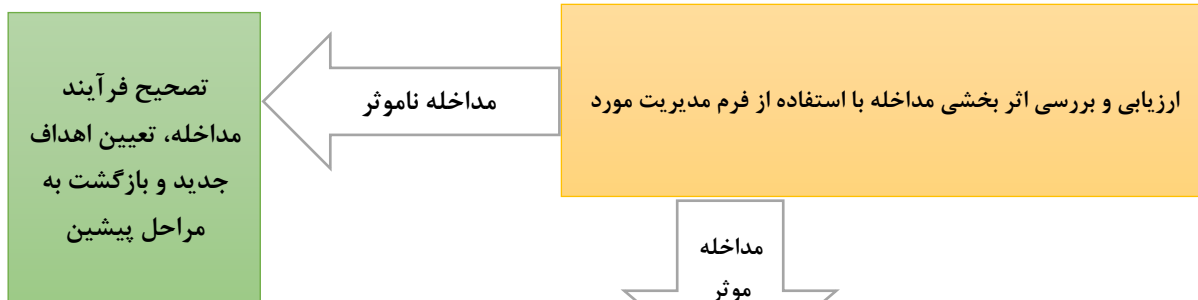 ارزیابی و بررسی اثر بخشی مداخله با استفاده از فرم مدیریت مورد
مداخله ناموثر
تصحیح فرآیند
مداخله، تعیین اهداف
جدید و بازگشت به
مراحل پیشین
مداخله
موثر